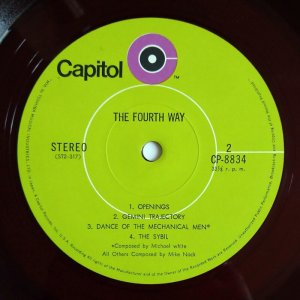 Capitol
TM
THE FOURTH WAY
STEREO
(ST2-317)
2
CP-8834
33⅓ r. p. m.
1. OPENINGS
2. GEMINI TRAJECTORY
3. DANCE OF THE MECHANICAL MEN*
4. THE SYBIL
*Composed by Michael white
All Others Composed by Mike Nock